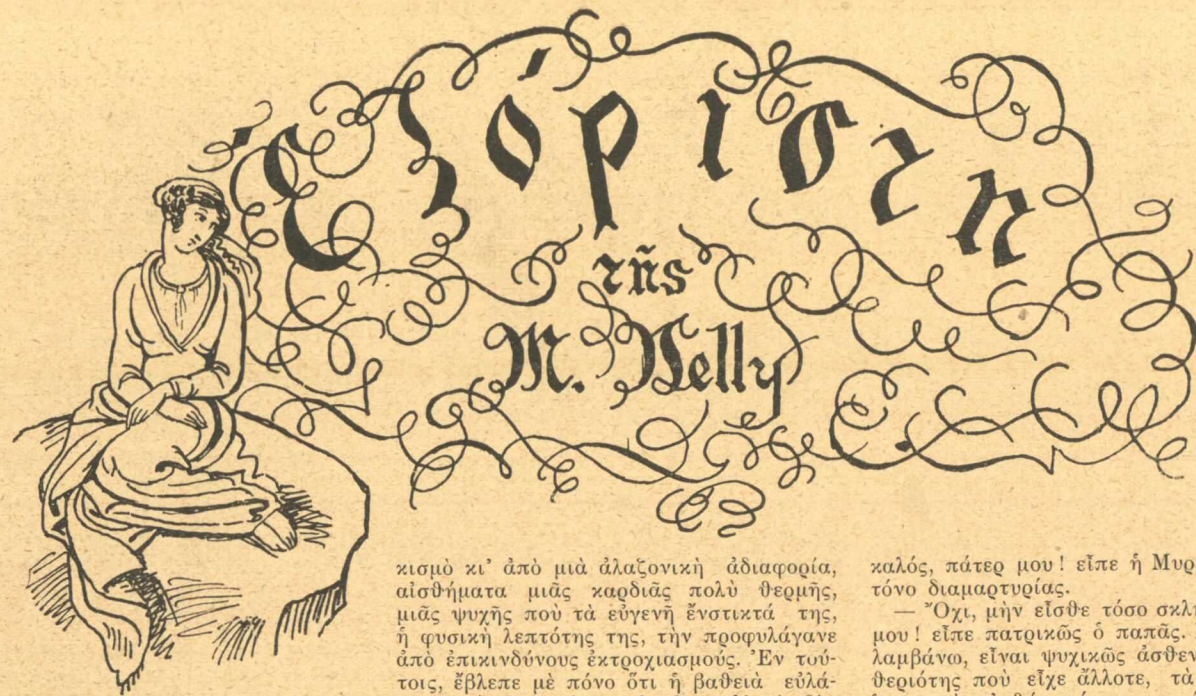 Ἐξόριστη
τῆς
M. Delly
κισμὸ κι' ἀπὸ μιὰ ἀλαζονικὴ ἀδιαφορία,
αἰσθήματα μιᾶς καρδιᾶς πολὺ θερμῆς,
μιᾶς ψυχῆς ποὺ τὰ εὐγενῆ ἔνστικτά της,
ἡ φυσικὴ λεπτότης της, τὴν προφυλάγανε
ἀπὸ ἐπικινδύνους ἐκτροχιασμούς. Ἐν τού-
τοις, ἔβλεπε μὲ πόνο ὅτι ἡ βαθειὰ εὐλά-
καλός, πάτερ μου! εἶπε ἡ Μυρ
τόνο διαμαρτυρίας.
— Ὄχι, μὴν εἶσθε τόσο σκλη
μου! εἶπε πατρικῶς ὁ παπᾶς.
λαμβάνω, εἶναι ψυχικῶς ἀσθεν
θεριότης ποὺ εἶχε ἄλλοτε, τὰ